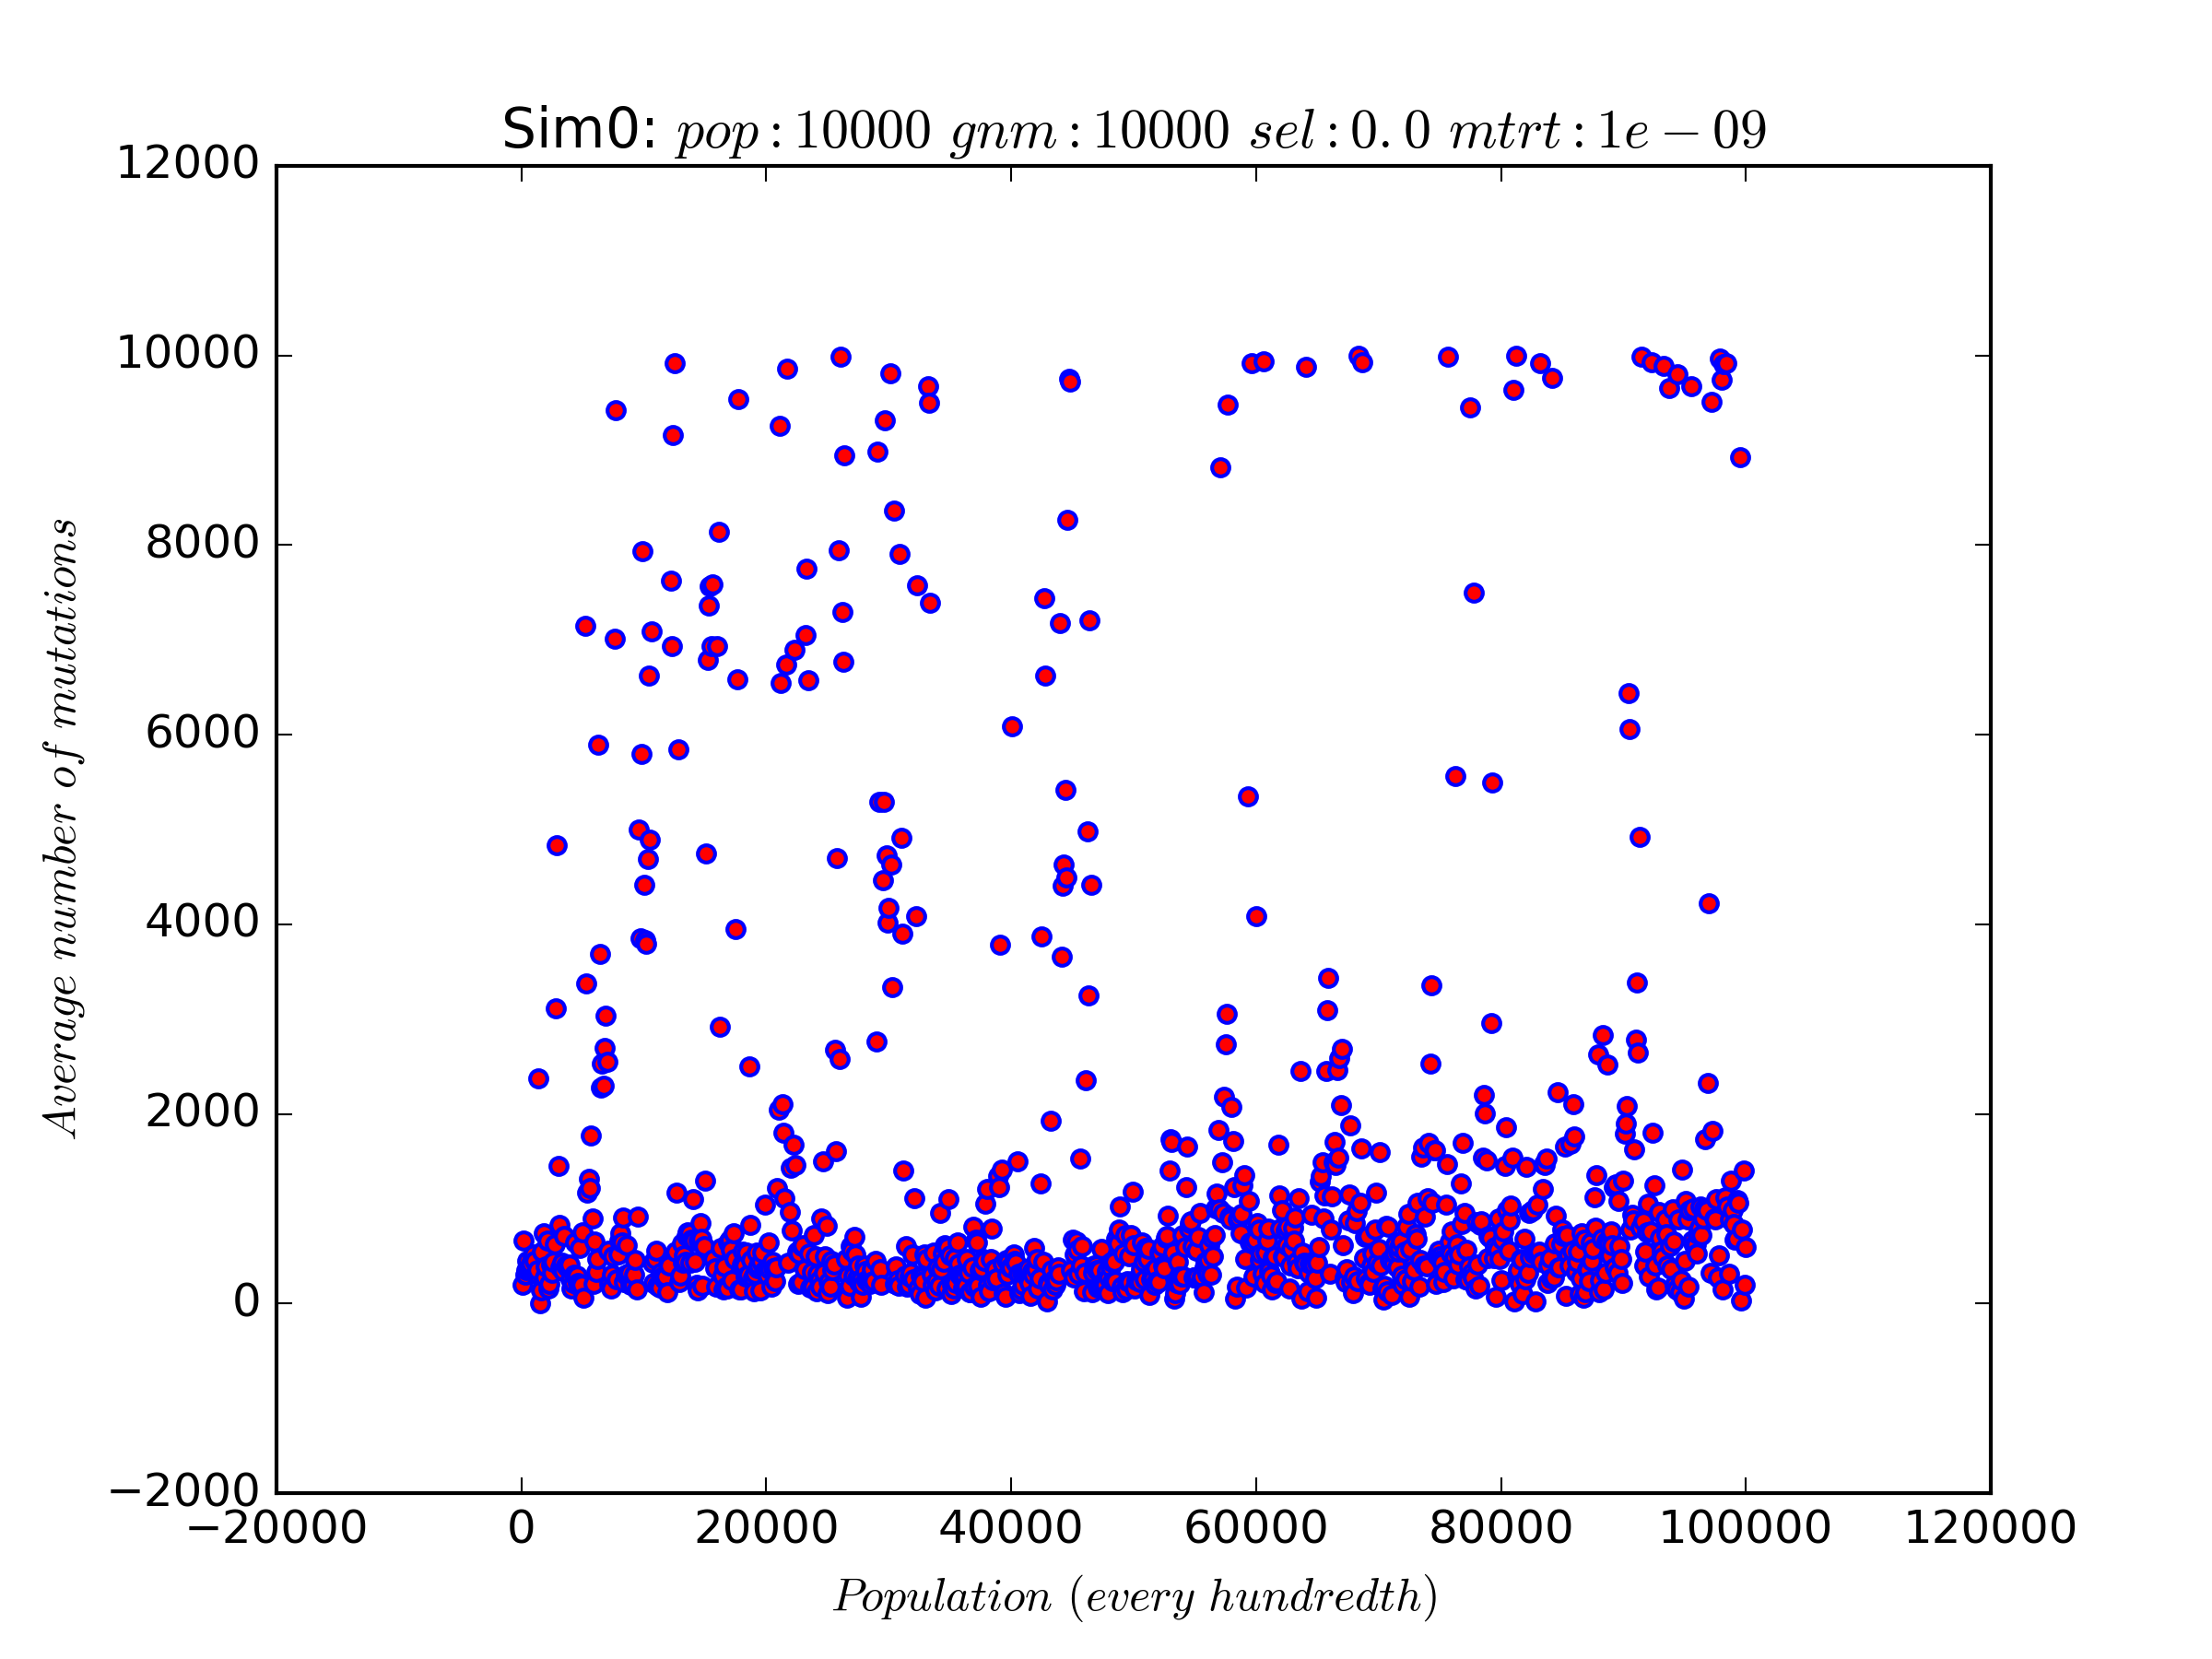 Sim0: pop : 10000 gnm : 10000 sel : 0.0 mtrt : 1e − 09
12000
10000
8000
6000
4000
2000
0
−2000
Average number of mutations
−20000 0 20000 40000 60000 80000 100000 120000
Population (every hundredth)